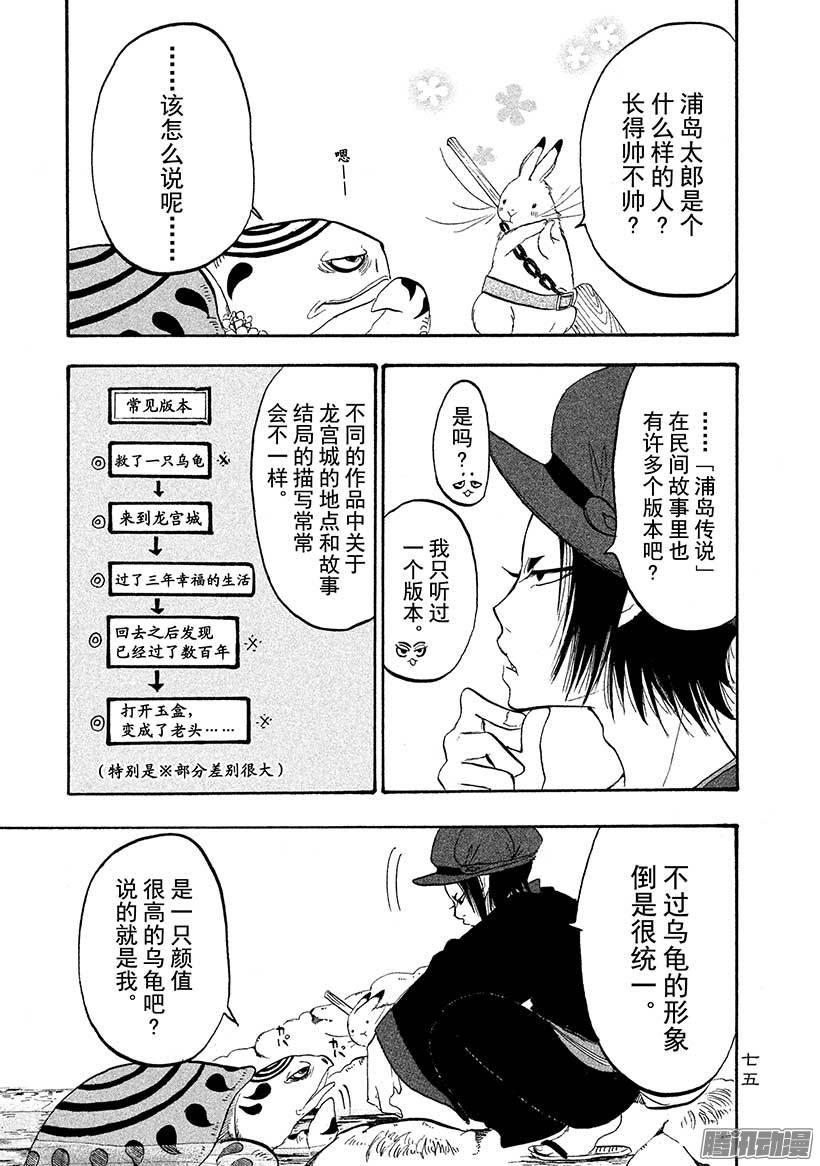 浦岛太郎是个
什么样的人？
长得帅不帅？
嗯——
……该怎么说呢……
……「浦岛传说」
在民间故事里也
有许多个版本吧？
是吗？
我只听过
一个版本。
不同的作品中关于
龙宫城的地点和故事
结局的描写常常
会不一样。
常见版本
◎救了一只乌龟※
◎来到龙宫城
◎过了三年幸福的生活
◎回去之后发现
已经过了数百年※
◎打开玉盒，
变成了老头……※
（特别是※部分差别很大）
不过乌龟的形象
倒是很统一。
是一只颜值
很高的乌龟吧？
说的就是我。
パパ
七五
腾讯动漫